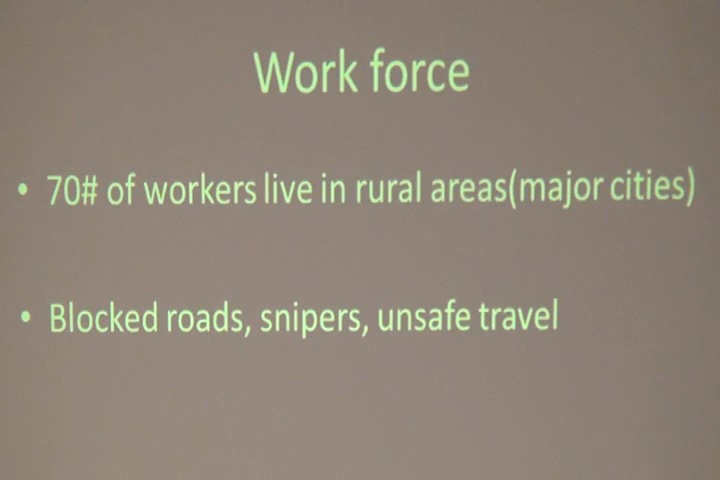 Work force
• 70# of workers live in rural areas(major cities)
• Blocked roads, snipers, unsafe travel